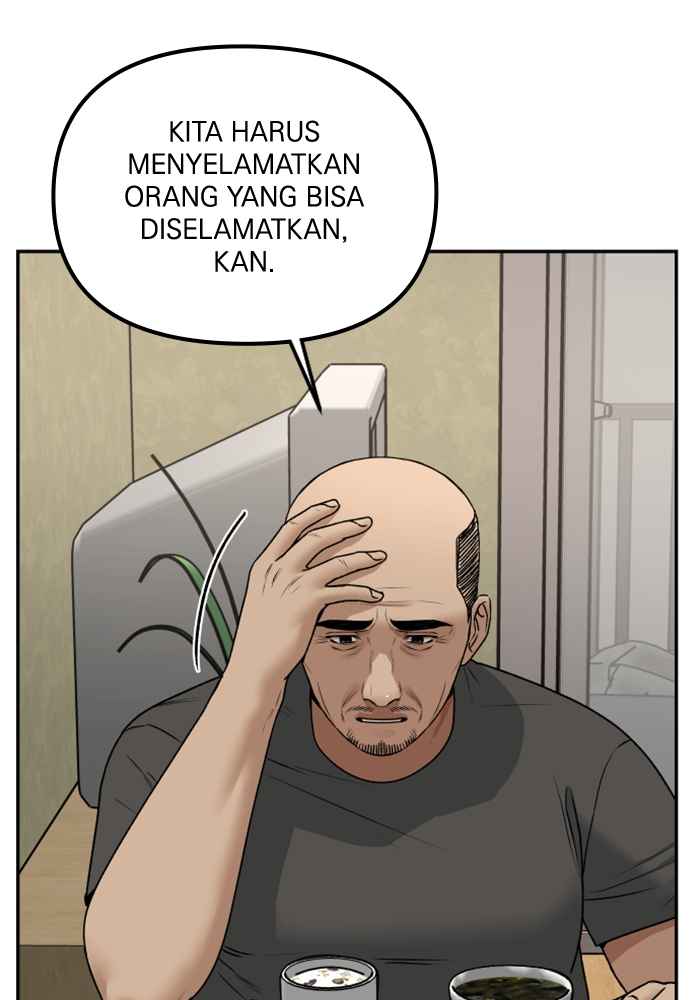 KITA HARUS
MENYELAMATKAN
ORANG YANG BISA
DISELAMATKAN,
KAN.